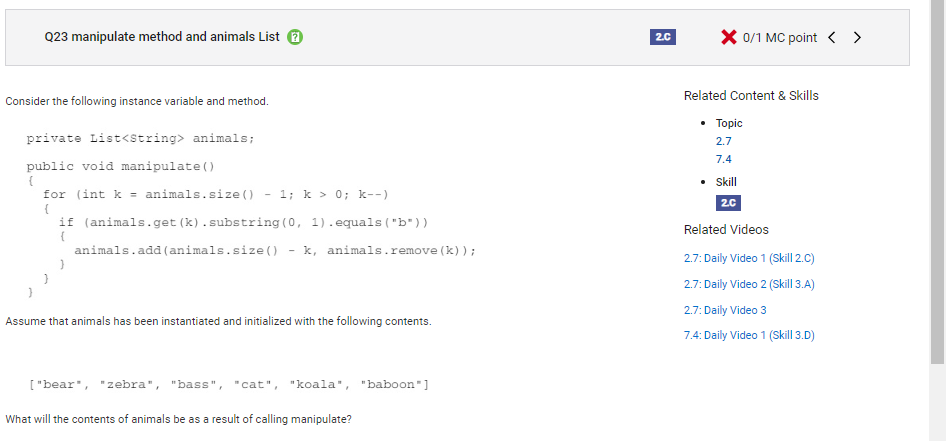 Q23 manipulate method and animals List ?
2.C
0/1 MC point < >
Consider the following instance variable and method.
private List<String> animals;
public void manipulate()
{
for (int k = animals.size() - 1; k > 0; k--)
{
if (animals.get(k).substring(0, 1).equals("b"))
{
animals.add(animals.size() - k, animals.remove(k));
}
}
}
Assume that animals has been instantiated and initialized with the following contents.
["bear", "zebra", "bass", "cat", "koala", "baboon"]
What will the contents of animals be as a result of calling manipulate?
Related Content & Skills
• Topic
2.7
7.4
• Skill
2.C
Related Videos
2.7: Daily Video 1 (Skill 2.C)
2.7: Daily Video 2 (Skill 3.A)
2.7: Daily Video 3
7.4: Daily Video 1 (Skill 3.D)